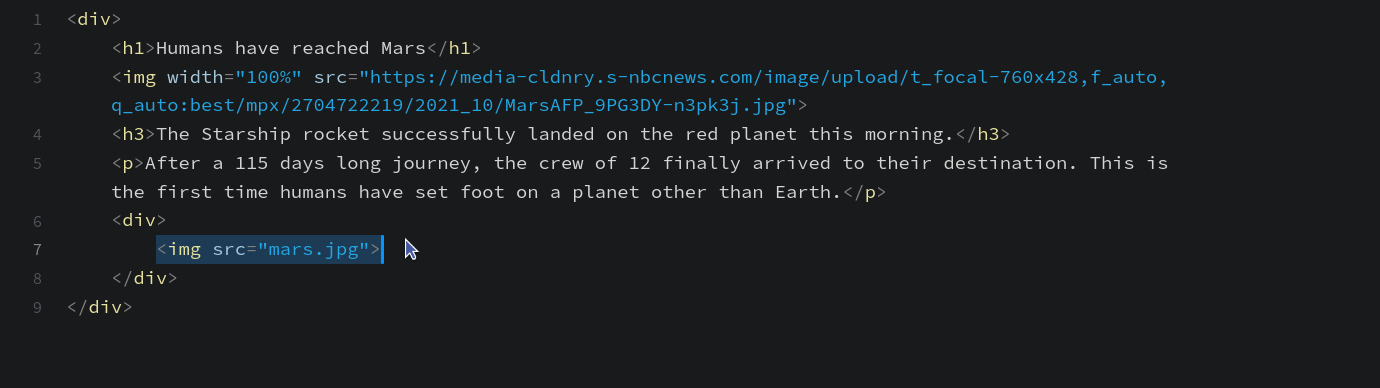 1 <div>
2 <h1>Humans have reached Mars</h1>
3 <img width="100%" src="https://media-cldnry.s-nbcnews.com/image/upload/t_focal-760x428,f_auto,
q_auto:best/mpx/2704722219/2021_10/MarsAFP_9PG3DY-n3pk3j.jpg">
4 <h3>The Starship rocket successfully landed on the red planet this morning.</h3>
5 <p>After a 115 days long journey, the crew of 12 finally arrived to their destination. This is
the first time humans have set foot on a planet other than Earth.</p>
6 <div>
7 <img src="mars.jpg">
8 </div>
9 </div>